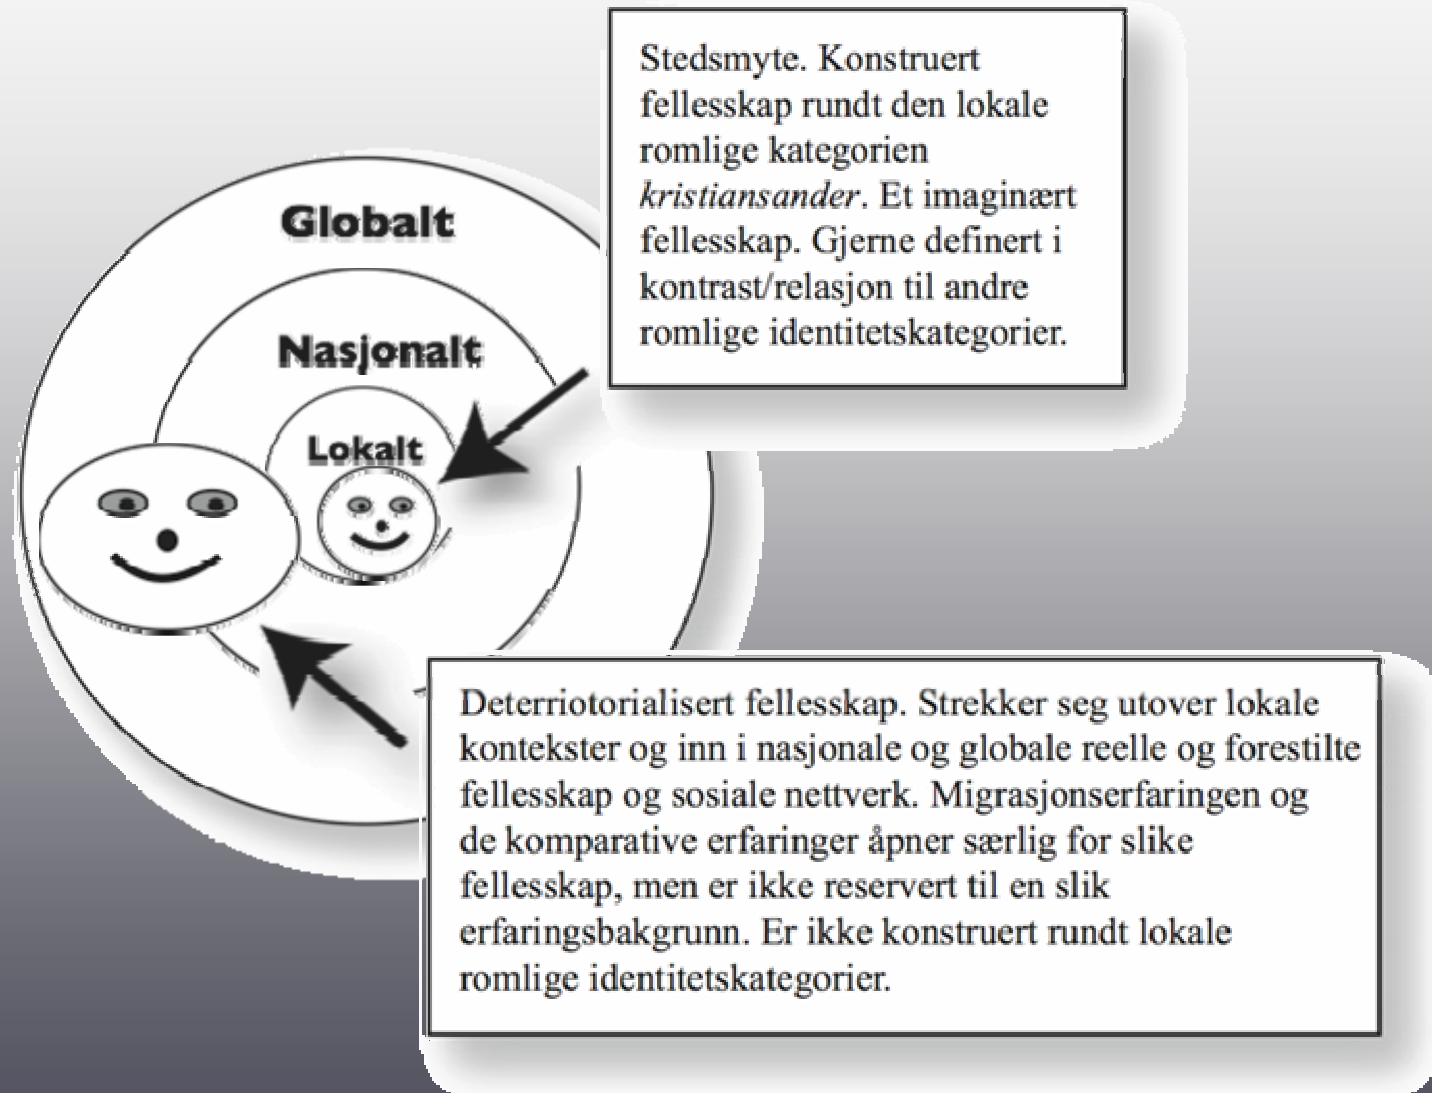 Stedsmyte. Konstruert
fellesskap rundt den lokale
romlige kategorien
kristiansander. Et imaginært
fellesskap. Gjerne definert i
kontrast/relasjon til andre
romlige identitetskategorier.
Globalt
Nasjonalt
Lokalt
Deterriotorialisert fellesskap. Strekker seg utover lokale
kontekster og inn i nasjonale og globale reelle og forestilte
fellesskap og sosiale nettverk. Migrasjonserfaringen og
de komparative erfaringer åpner særlig for slike
fellesskap, men er ikke reservert til en slik
erfaringsbakgrunn. Er ikke konstruert rundt lokale
romlige identitetskategorier.